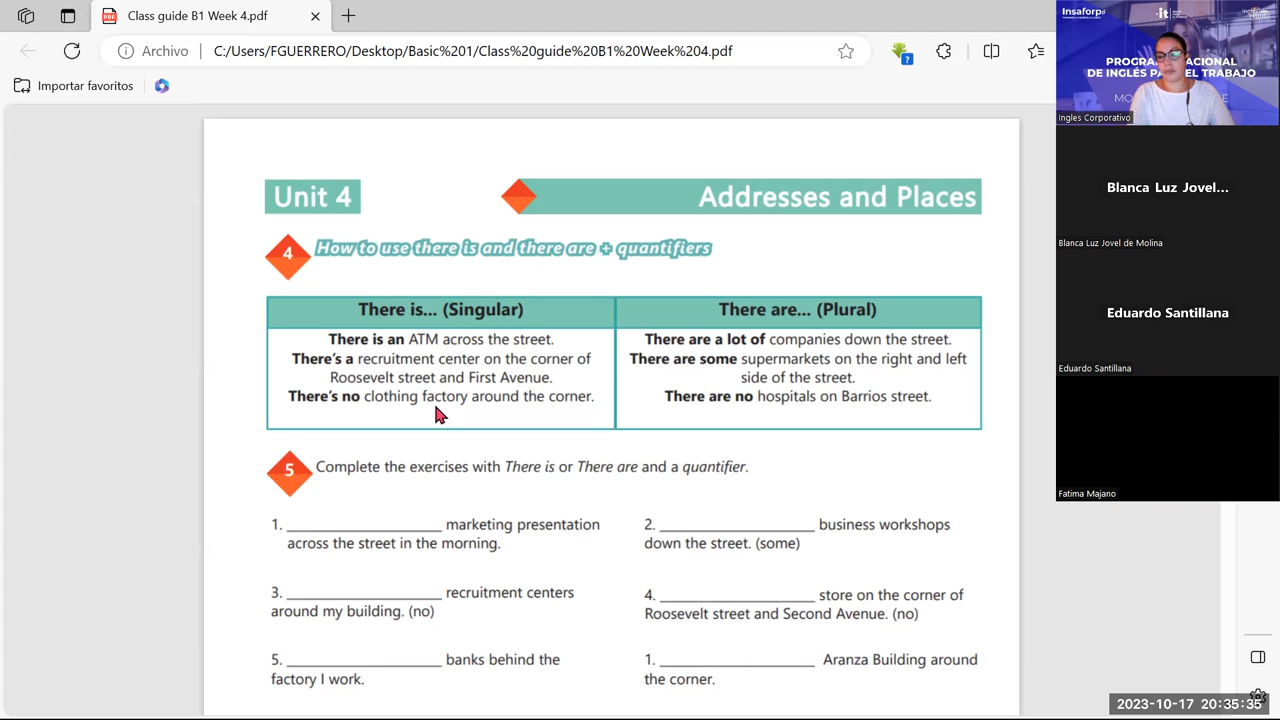 Class guide B1 Week 4.pdf
Archivo
C:/Users/FGUERRERO/Desktop/Basic%201/Class%20guide%20B1%20Week%204.pdf
Importar favoritos
Unit 4
Addresses and Places
4
How to use there is and there are + quantifiers
There is... (Singular)
There are... (Plural)
There is an ATM across the street.
There's a recruitment center on the corner of
Roosevelt street and First Avenue.
There's no clothing factory around the corner.
There are a lot of companies down the street.
There are some supermarkets on the right and left
side of the street.
There are no hospitals on Barrios street.
5
Complete the exercises with There is or There are and a quantifier.
1. ____________________ marketing presentation
across the street in the morning.
2. ____________________ business workshops
down the street. (some)
3. ____________________ recruitment centers
around my building. (no)
4. ____________________ store on the corner of
Roosevelt street and Second Avenue. (no)
5. ____________________ banks behind the
factory I work.
1. ____________________ Aranza Building around
the corner.
Insaforp
PROGRA NACIONAL
DE INGLÉS PA EL TRABAJO
Ingles Corporativo
Blanca Luz Jovel...
Blanca Luz Jovel de Molina
Eduardo Santillana
Eduardo Santillana
Fatima Majano
2023-10-17 20:35:35